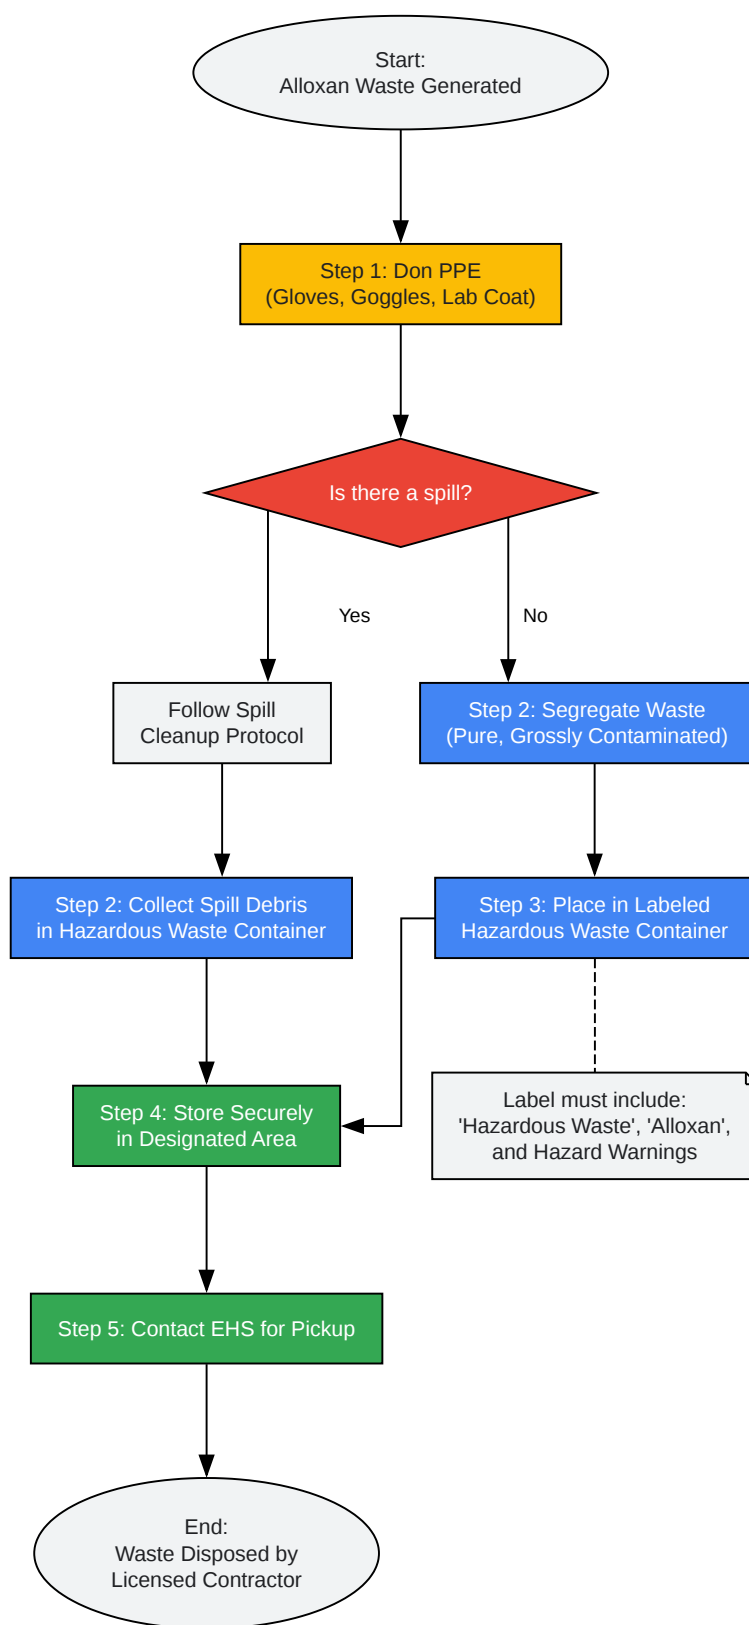 Start:
Alloxan Waste Generated
Step 1: Don PPE
(Gloves, Goggles, Lab Coat)
Is there a spill?
Yes
No
Follow Spill
Cleanup Protocol
Step 2: Segregate Waste
(Pure, Grossly Contaminated)
Step 2: Collect Spill Debris
in Hazardous Waste Container
Step 3: Place in Labeled
Hazardous Waste Container
Step 4: Store Securely
in Designated Area
Label must include:
'Hazardous Waste', 'Alloxan',
and Hazard Warnings
Step 5: Contact EHS for Pickup
End:
Waste Disposed by
Licensed Contractor